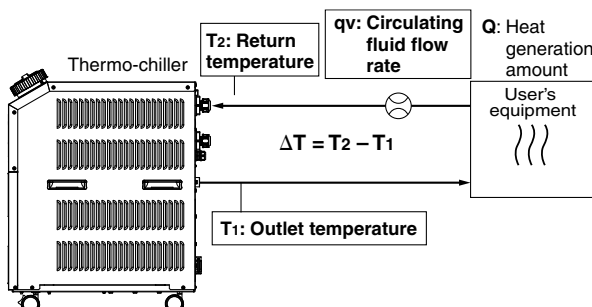 Thermo-chiller
T2: Return
temperature
qv: Circulating
fluid flow
rate
Q: Heat
generation
amount
User's
equipment
ΔT = T2 – T1
T1: Outlet temperature